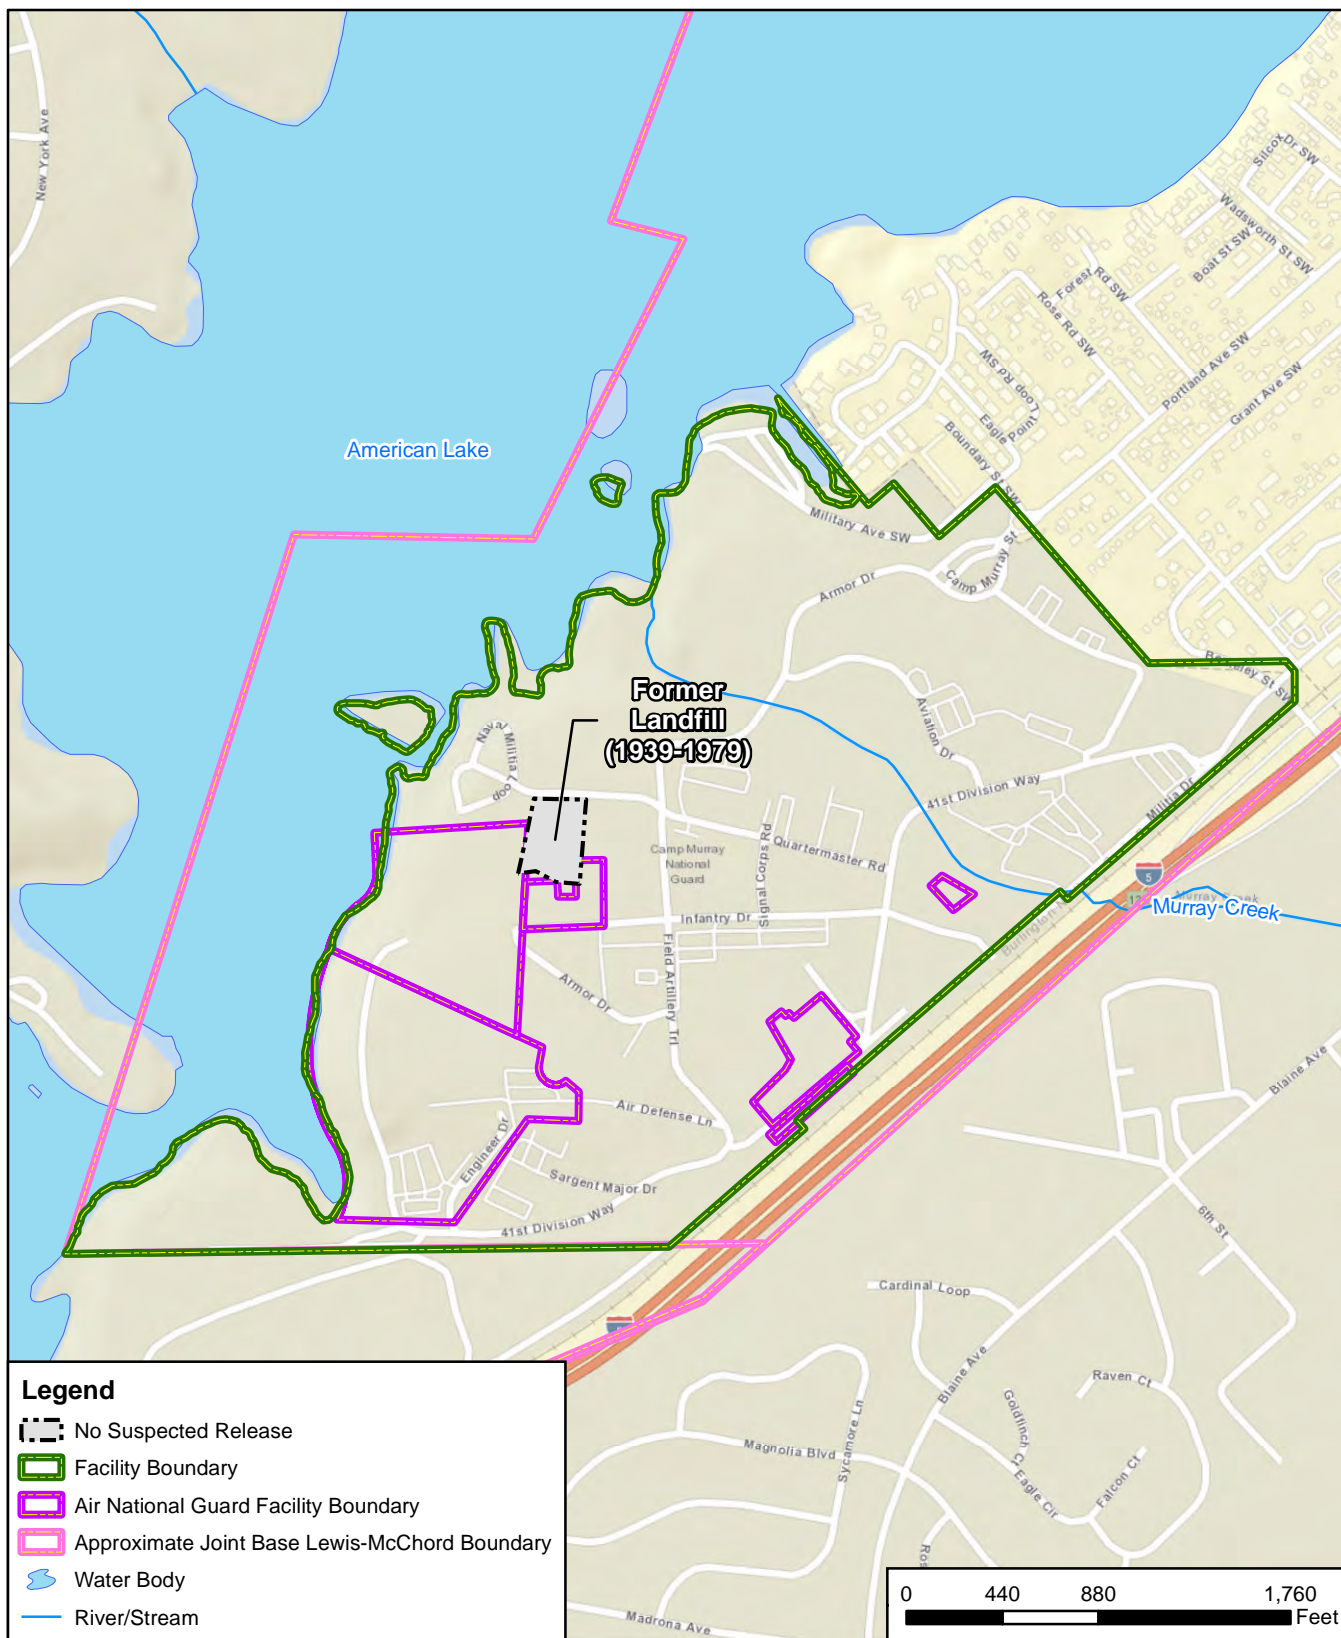 New York Ave
Silcox Dr SW
Wadsworth St SW
Boat St SW
Forest Rd SW
Rose Rd SW
Portland Ave SW
Grant Ave SW
Loop Rd SW
Eagle Point
Boundary St SW
American Lake
Military Ave SW
Camp Murray St
Armor Dr
Berkeley St SW
Aviation Dr
Former
Landfill
(1939-1979)
Naval Militia Loop
41st Division Way
Militia Dr
Quartermaster Rd
Signal Corps Rd
Camp Murray
National
Guard
5
Murray Creek
Murray Creek
Infantry Dr
Field Artillery Trl
Armor Dr
Blaine Ave
Air Defense Ln
Engineer Dr
Sargent Major Dr
41st Division Way
6th St
Cardinal Loop
Blaine Ave
Raven Ct
Goldfinch Ct
Sycamore Ln
Magnolia Blvd
Eagle Cir
Falcon Ct
Madrona Ave
Legend
No Suspected Release
Facility Boundary
Air National Guard Facility Boundary
Approximate Joint Base Lewis-McChord Boundary
Water Body
River/Stream
0 440 880 1,760
Feet